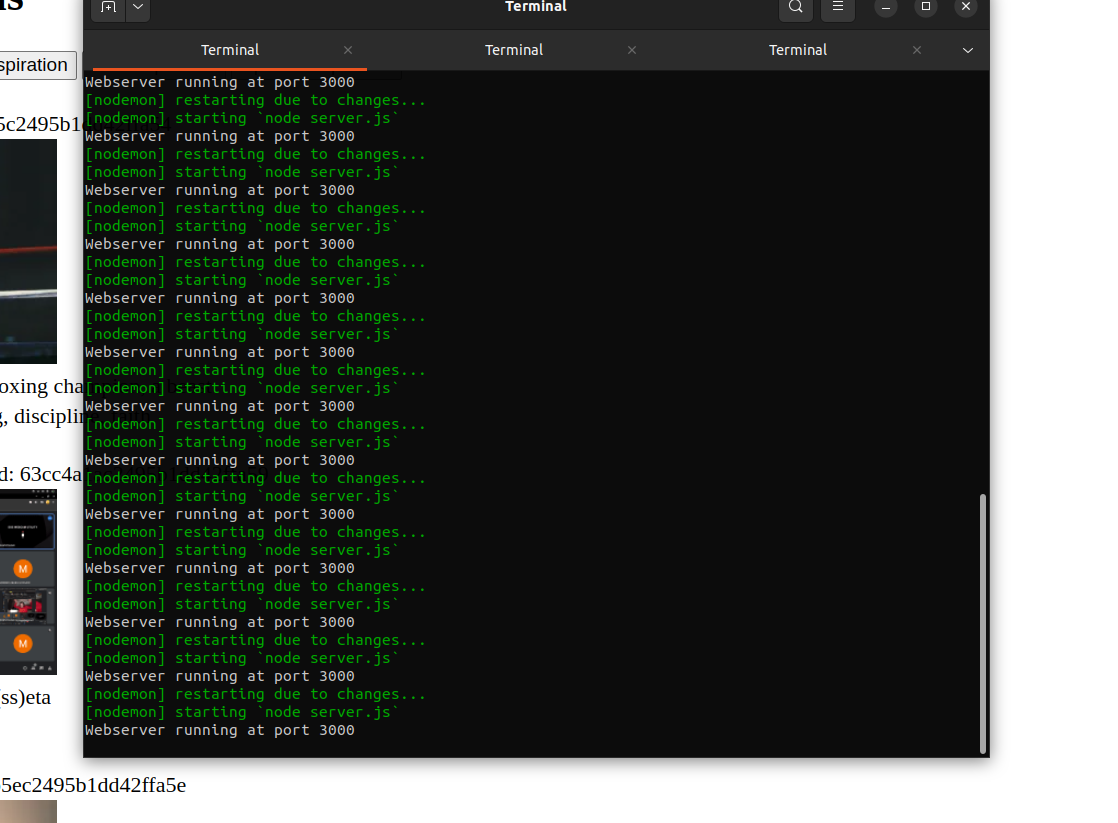 Terminal
Terminal
Terminal
Terminal
spiration
5c2495b1
Webserver running at port 3000
[nodemon] restarting due to changes...
[nodemon] starting `node server.js`
Webserver running at port 3000
[nodemon] restarting due to changes...
[nodemon] starting `node server.js`
Webserver running at port 3000
[nodemon] restarting due to changes...
[nodemon] starting `node server.js`
Webserver running at port 3000
[nodemon] restarting due to changes...
[nodemon] starting `node server.js`
Webserver running at port 3000
[nodemon] restarting due to changes...
[nodemon] starting `node server.js`
Webserver running at port 3000
[nodemon] restarting due to changes...
[nodemon] starting `node server.js`
Webserver running at port 3000
[nodemon] restarting due to changes...
[nodemon] starting `node server.js`
Webserver running at port 3000
[nodemon] restarting due to changes...
[nodemon] starting `node server.js`
Webserver running at port 3000
[nodemon] restarting due to changes...
[nodemon] starting `node server.js`
Webserver running at port 3000
[nodemon] restarting due to changes...
[nodemon] starting `node server.js`
Webserver running at port 3000
[nodemon] restarting due to changes...
[nodemon] starting `node server.js`
Webserver running at port 3000
[nodemon] restarting due to changes...
[nodemon] starting `node server.js`
Webserver running at port 3000
oxing cha
g, disciplin
d: 63cc4a
M
M
ss)eta
5ec2495b1dd42ffa5e